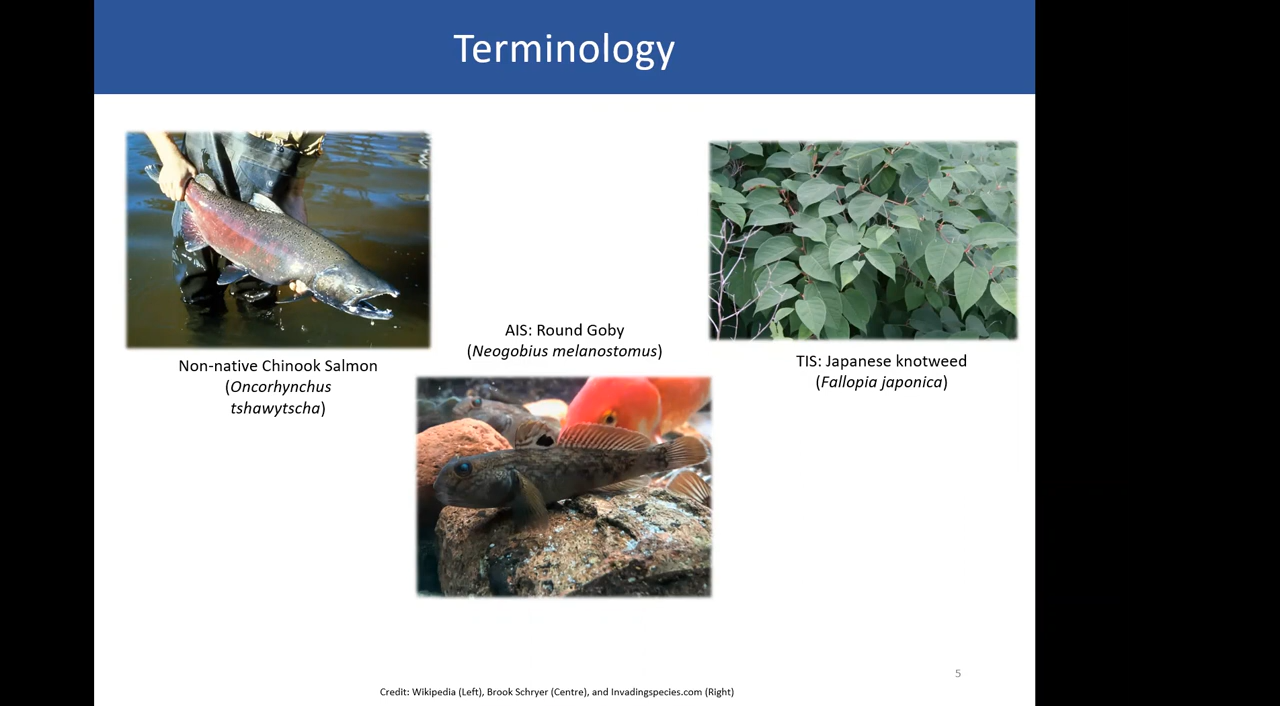 Terminology
Non-native Chinook Salmon
(Oncorhynchus
tshawytscha)
AIS: Round Goby
(Neogobius melanostomus)
TIS: Japanese knotweed
(Fallopia japonica)
5
Credit: Wikipedia (Left), Brook Schryer (Centre), and Invadingspecies.com (Right)